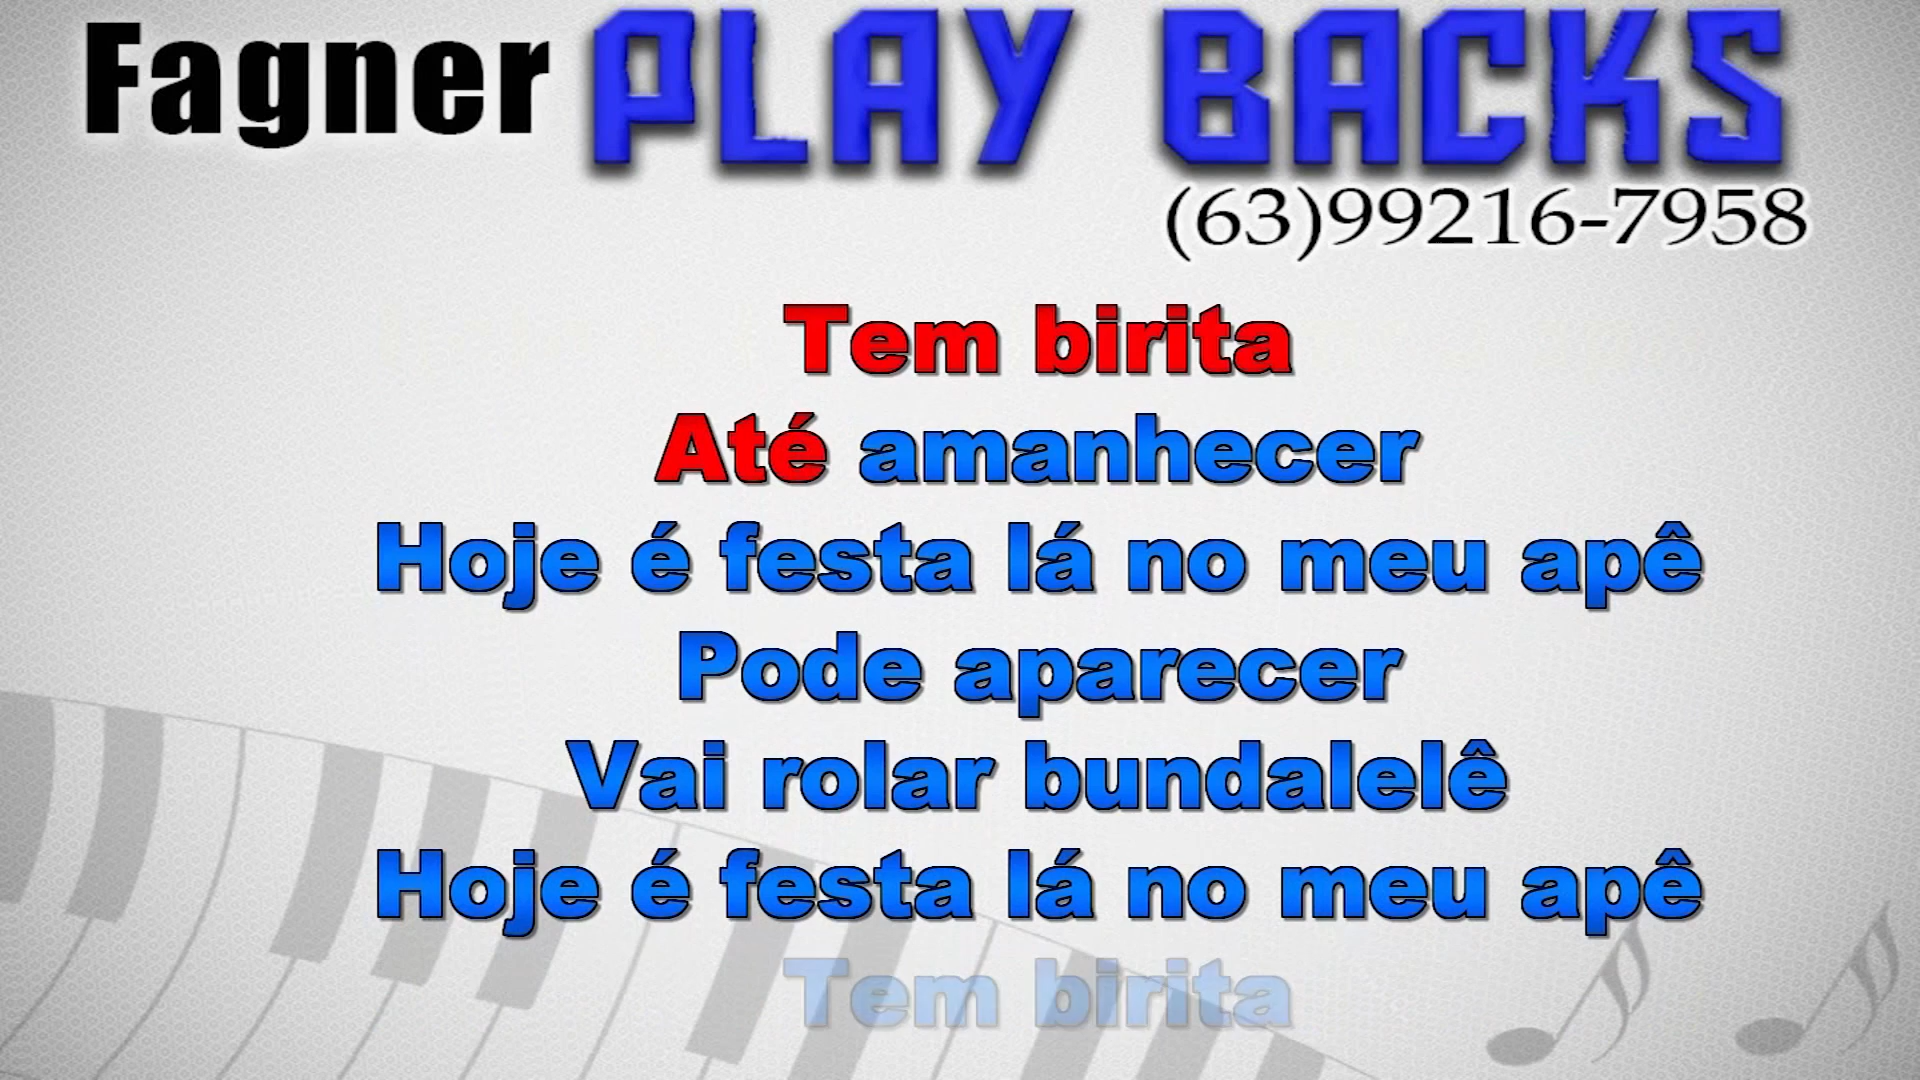 Fagner PLAY BACKS
(63)99216-7958
Tem birita
Até amanhecer
Hoje é festa lá no meu apê
Pode aparecer
Vai rolar bundalelê
Hoje é festa lá no meu apê
Tem birita